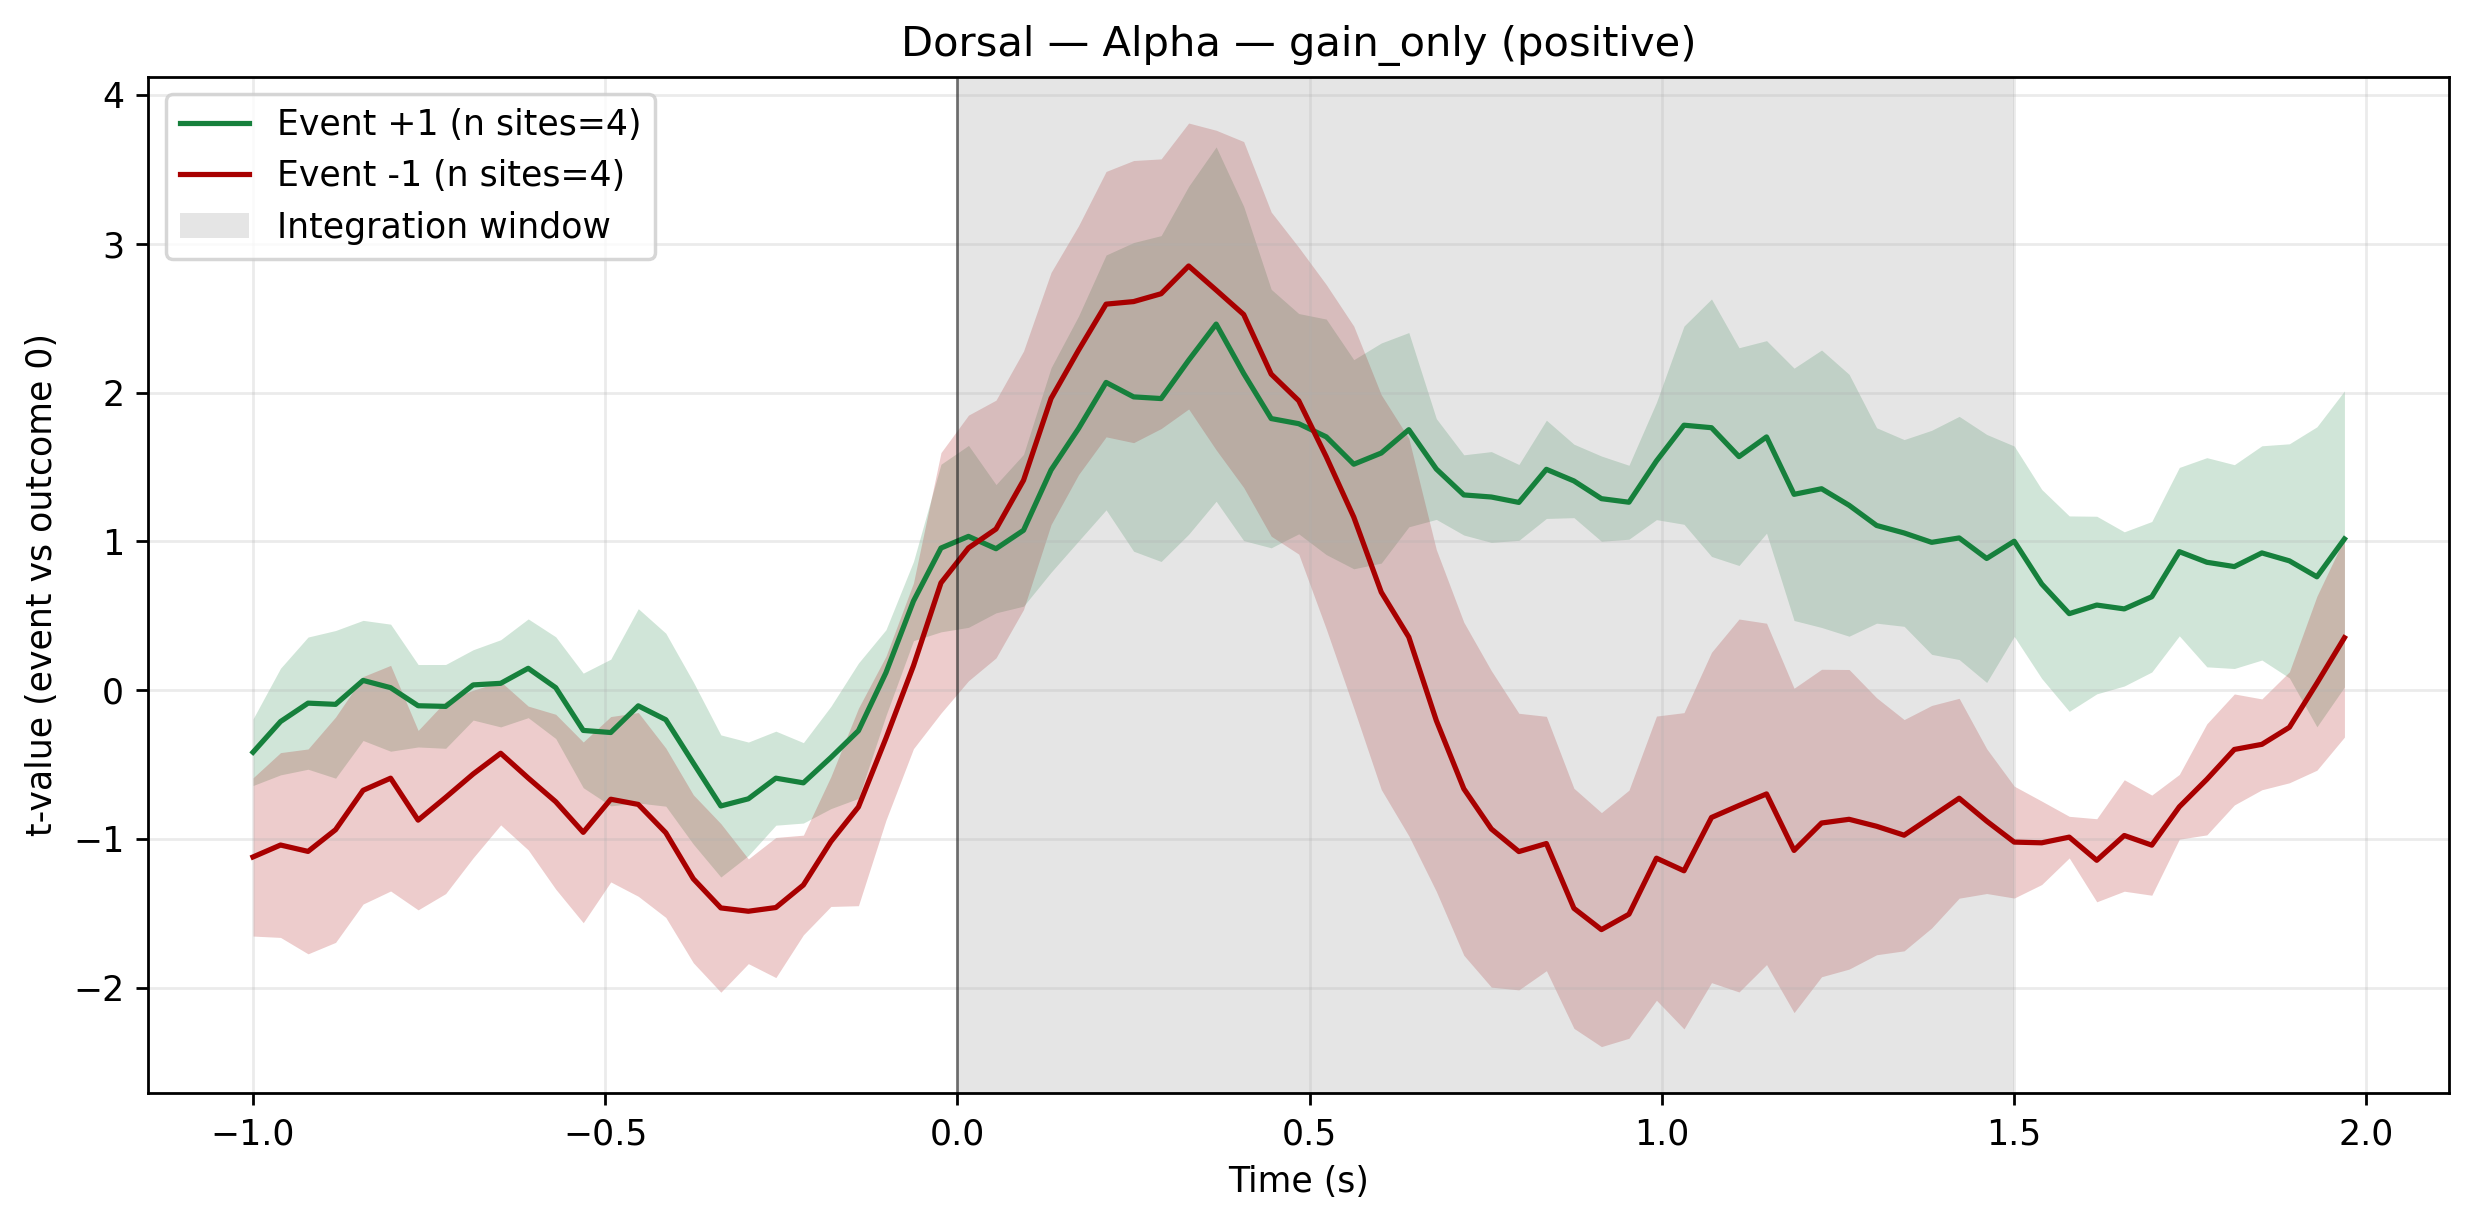 Dorsal — Alpha — gain_only (positive)
Event +1 (n sites=4)
Event -1 (n sites=4)
Integration window
t-value (event vs outcome 0)
4
3
2
1
0
−1
−2
−1.0 −0.5 0.0 0.5 1.0 1.5 2.0
Time (s)